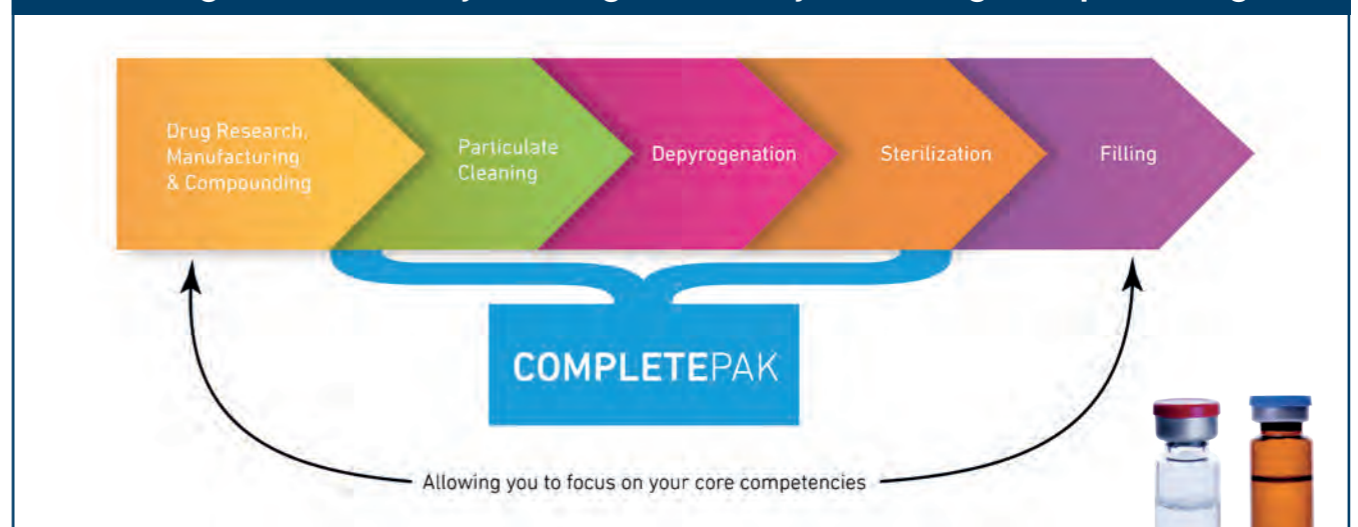 Drug Research,
Manufacturing
& Compounding
Particulate
Cleaning
Depyrogenation
Sterilization
Filling
COMPLETEPAK
Allowing you to focus on your core competencies